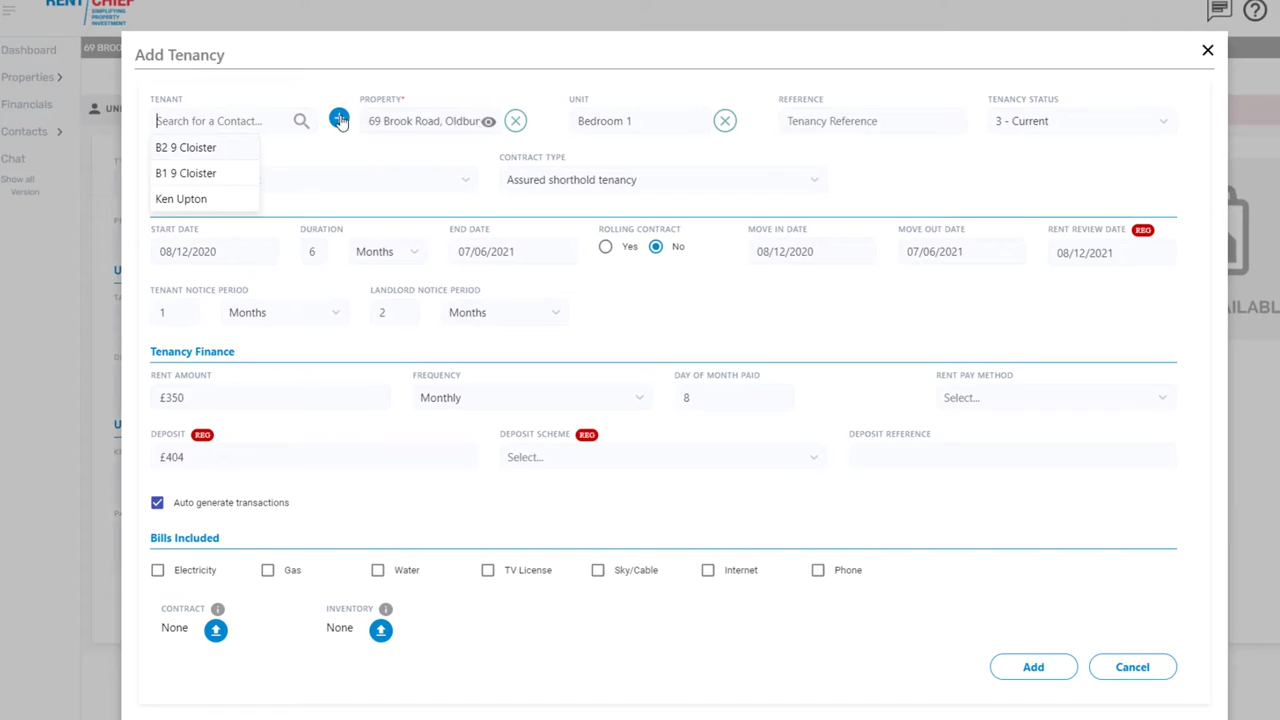 RENT CHIEF
SIMPLIFYING
PROPERTY
INVESTMENT
Dashboard
Properties
Financials
Contacts
Chat
Show all
Version
69 BROO
UNI
Add Tenancy
TENANT PROPERTY* UNIT REFERENCE TENANCY STATUS
Search for a Contact... 69 Brook Road, Oldbur Bedroom 1 Tenancy Reference 3 - Current
B2 9 Cloister
B1 9 Cloister
Ken Upton
CONTRACT TYPE
Assured shorthold tenancy
START DATE DURATION END DATE ROLLING CONTRACT MOVE IN DATE MOVE OUT DATE RENT REVIEW DATE REG
08/12/2020 6 Months 07/06/2021 Yes No 08/12/2020 07/06/2021 08/12/2021
TENANT NOTICE PERIOD LANDLORD NOTICE PERIOD
1 Months 2 Months
Tenancy Finance
RENT AMOUNT FREQUENCY DAY OF MONTH PAID RENT PAY METHOD
£350 Monthly 8 Select...
DEPOSIT REG DEPOSIT SCHEME REG DEPOSIT REFERENCE
£404 Select...
Auto generate transactions
Bills Included
Electricity Gas Water TV License Sky/Cable Internet Phone
CONTRACT INVENTORY
None None
Add Cancel
AILABLE